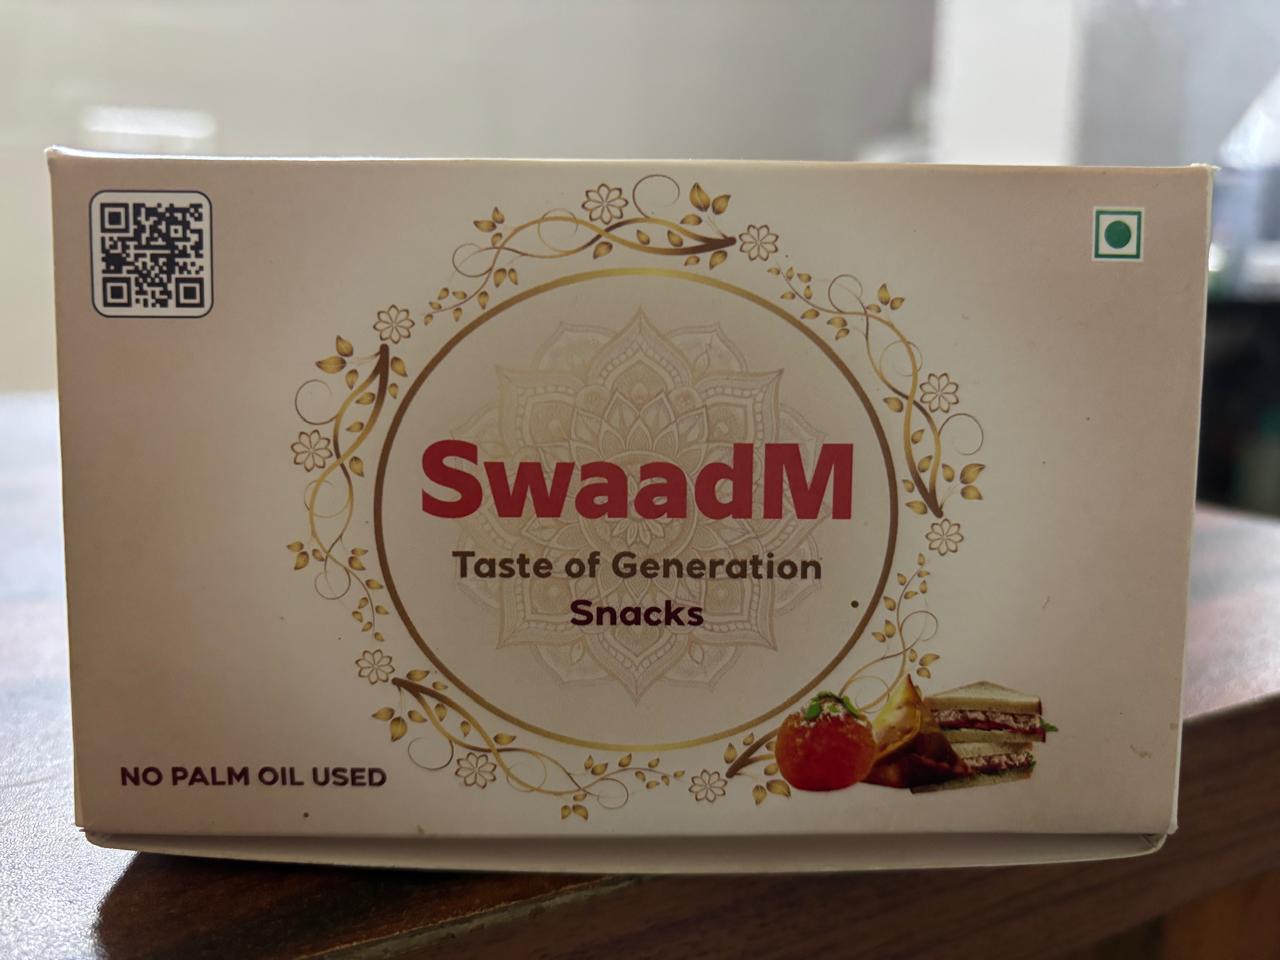 SwaadM
Taste of Generation
Snacks
NO PALM OIL USED